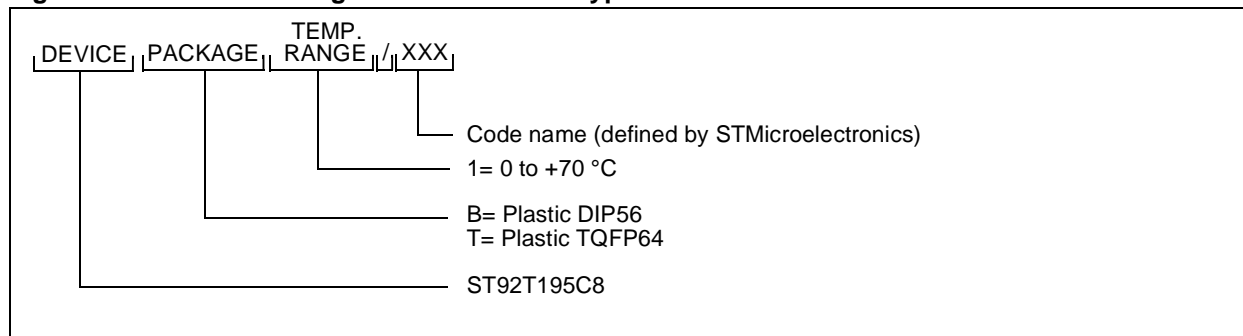 TEMP.
DEVICE PACKAGE RANGE / XXX
Code name (defined by STMicroelectronics)
1= 0 to +70 °C
B= Plastic DIP56
T= Plastic TQFP64
ST92T195C8